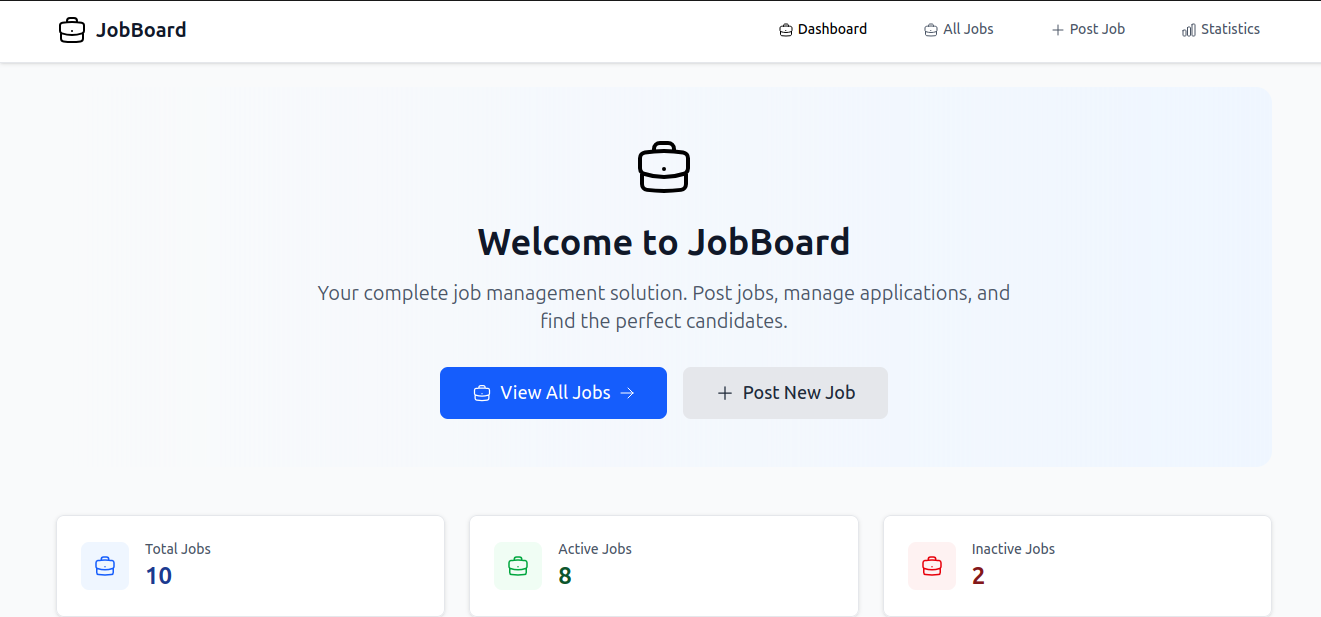 JobBoard
Dashboard
All Jobs
Post Job
Statistics
Welcome to JobBoard
Your complete job management solution. Post jobs, manage applications, and
find the perfect candidates.
View All Jobs →
Post New Job
Total Jobs
10
Active Jobs
8
Inactive Jobs
2